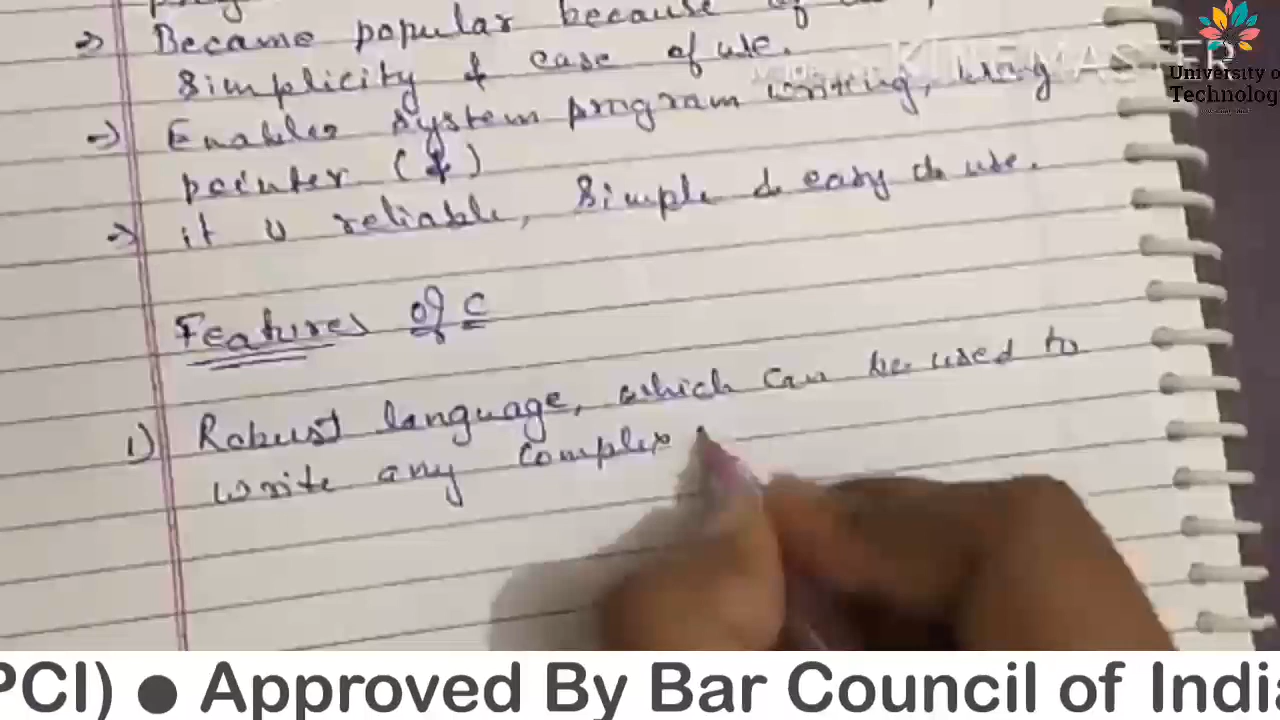 ⇒ Became popular because of
Simplicity & ease of use.
→ Enables system program writing, using
pointer (*)
→ it is reliable, Simple & easy to use.
Features of C
1) Robust language, which can be used to
write any complex
KINEMASTER
University of
Technology
PCI) ● Approved By Bar Council of India